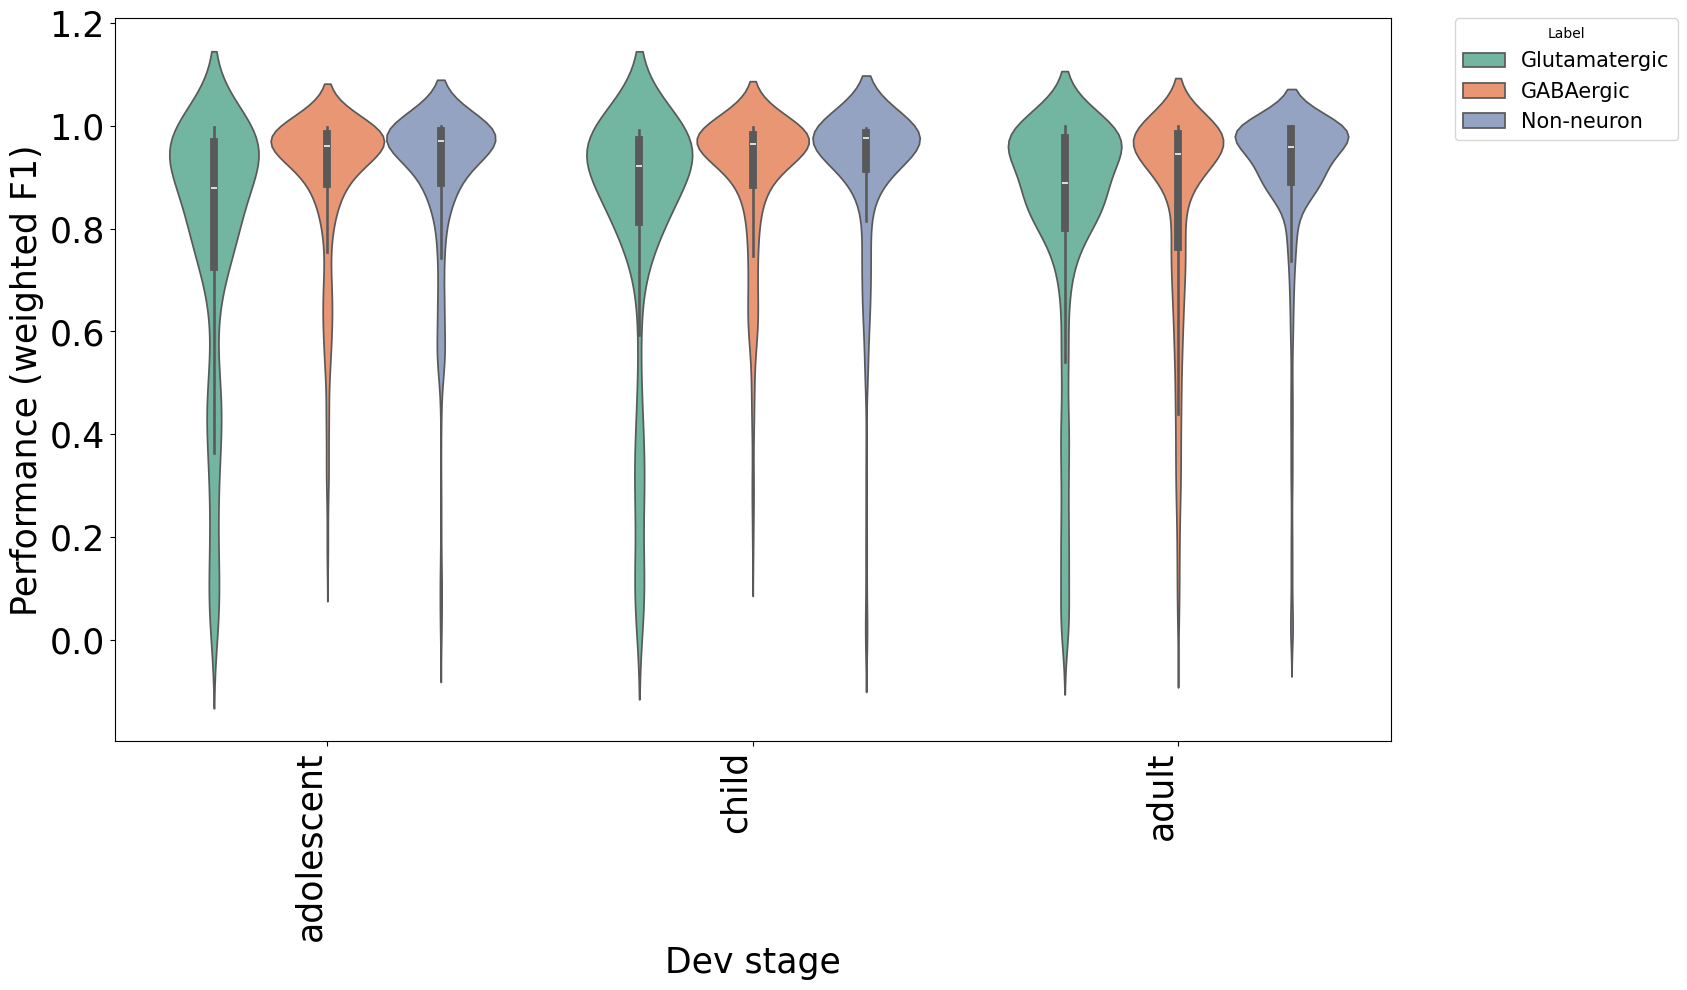 1.2
1.0
0.8
0.6
0.4
0.2
0.0
Performance (weighted F1)
adolescent
child
adult
Dev stage
Label
Glutamatergic
GABAergic
Non-neuron